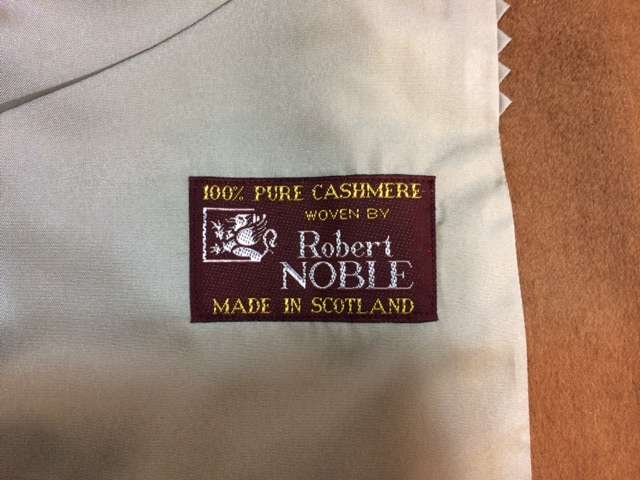 100% PURE CASHMERE
WOVEN BY
Robert
NOBLE
MADE IN SCOTLAND